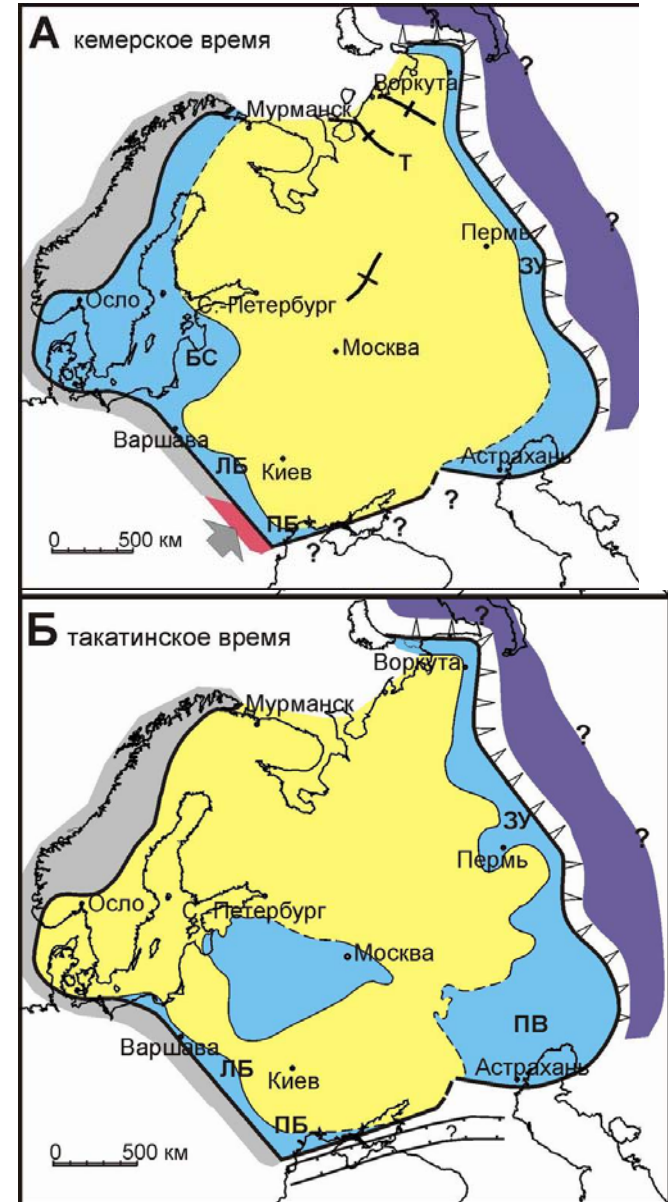 А кемерское время
Воркута
?
Мурманск
Т
?
Пермь
ЗУ
Осло
С.-Петербург
Москва
БС
Варшава
ЛБ
Киев
Астрахань
ПБ
?
?
?
0 500 км
Б такатинское время
?
Воркута
Мурманск
ЗУ
?
Пермь
Осло
С.-Петербург
Москва
ПВ
Варшава
ЛБ
Киев
Астрахань
ПБ
?
0 500 км